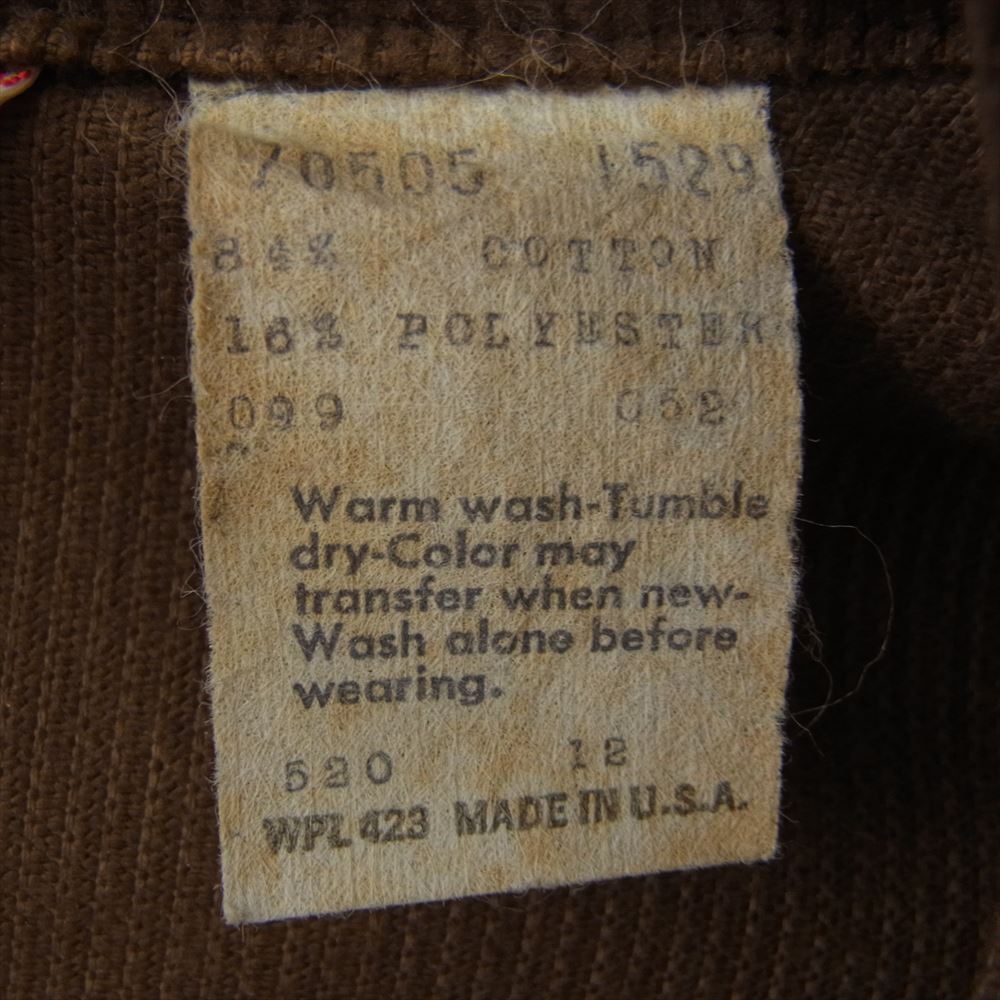 70505 1529
84% COTTON
16% POLYESTER
099 052
Warm wash-Tumble
dry-Color may
transfer when new-
Wash alone before
wearing.
520 12
WPL 423 MADE IN U.S.A.